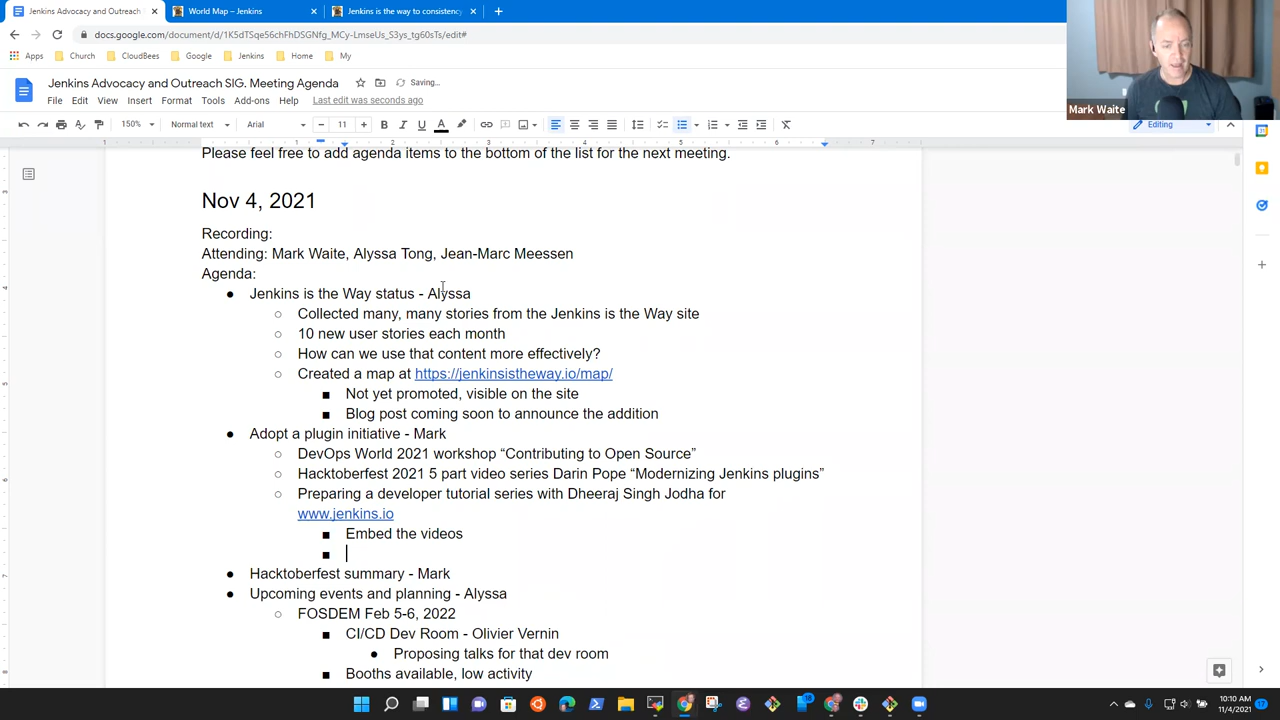 Jenkins Advocacy and Outreach
World Map – Jenkins
Jenkins is the way to consistency
docs.google.com/document/d/1K5dTSqe56chFhDSGNfg_MCy-LmseUs_S3ys_tg60sTs/edit#
Apps Church CloudBees Google Jenkins Home My
Jenkins Advocacy and Outreach SIG. Meeting Agenda
Saving...
File Edit View Insert Format Tools Add-ons Help Last edit was seconds ago
Mark Waite
150% Normal text Arial 11 Editing
1 1 2 3 4 5 6 7
Please feel free to add agenda items to the bottom of the list for the next meeting.
Nov 4, 2021
Recording:
Attending: Mark Waite, Alyssa Tong, Jean-Marc Meessen
Agenda:
Jenkins is the Way status - Alyssa
Collected many, many stories from the Jenkins is the Way site
10 new user stories each month
How can we use that content more effectively?
Created a map at https://jenkinsistheway.io/map/
Not yet promoted, visible on the site
Blog post coming soon to announce the addition
Adopt a plugin initiative - Mark
DevOps World 2021 workshop “Contributing to Open Source”
Hacktoberfest 2021 5 part video series Darin Pope “Modernizing Jenkins plugins”
Preparing a developer tutorial series with Dheeraj Singh Jodha for
www.jenkins.io
Embed the videos
Hacktoberfest summary - Mark
Upcoming events and planning - Alyssa
FOSDEM Feb 5-6, 2022
CI/CD Dev Room - Olivier Vernin
Proposing talks for that dev room
Booths available, low activity
10:10 AM
11/4/2021